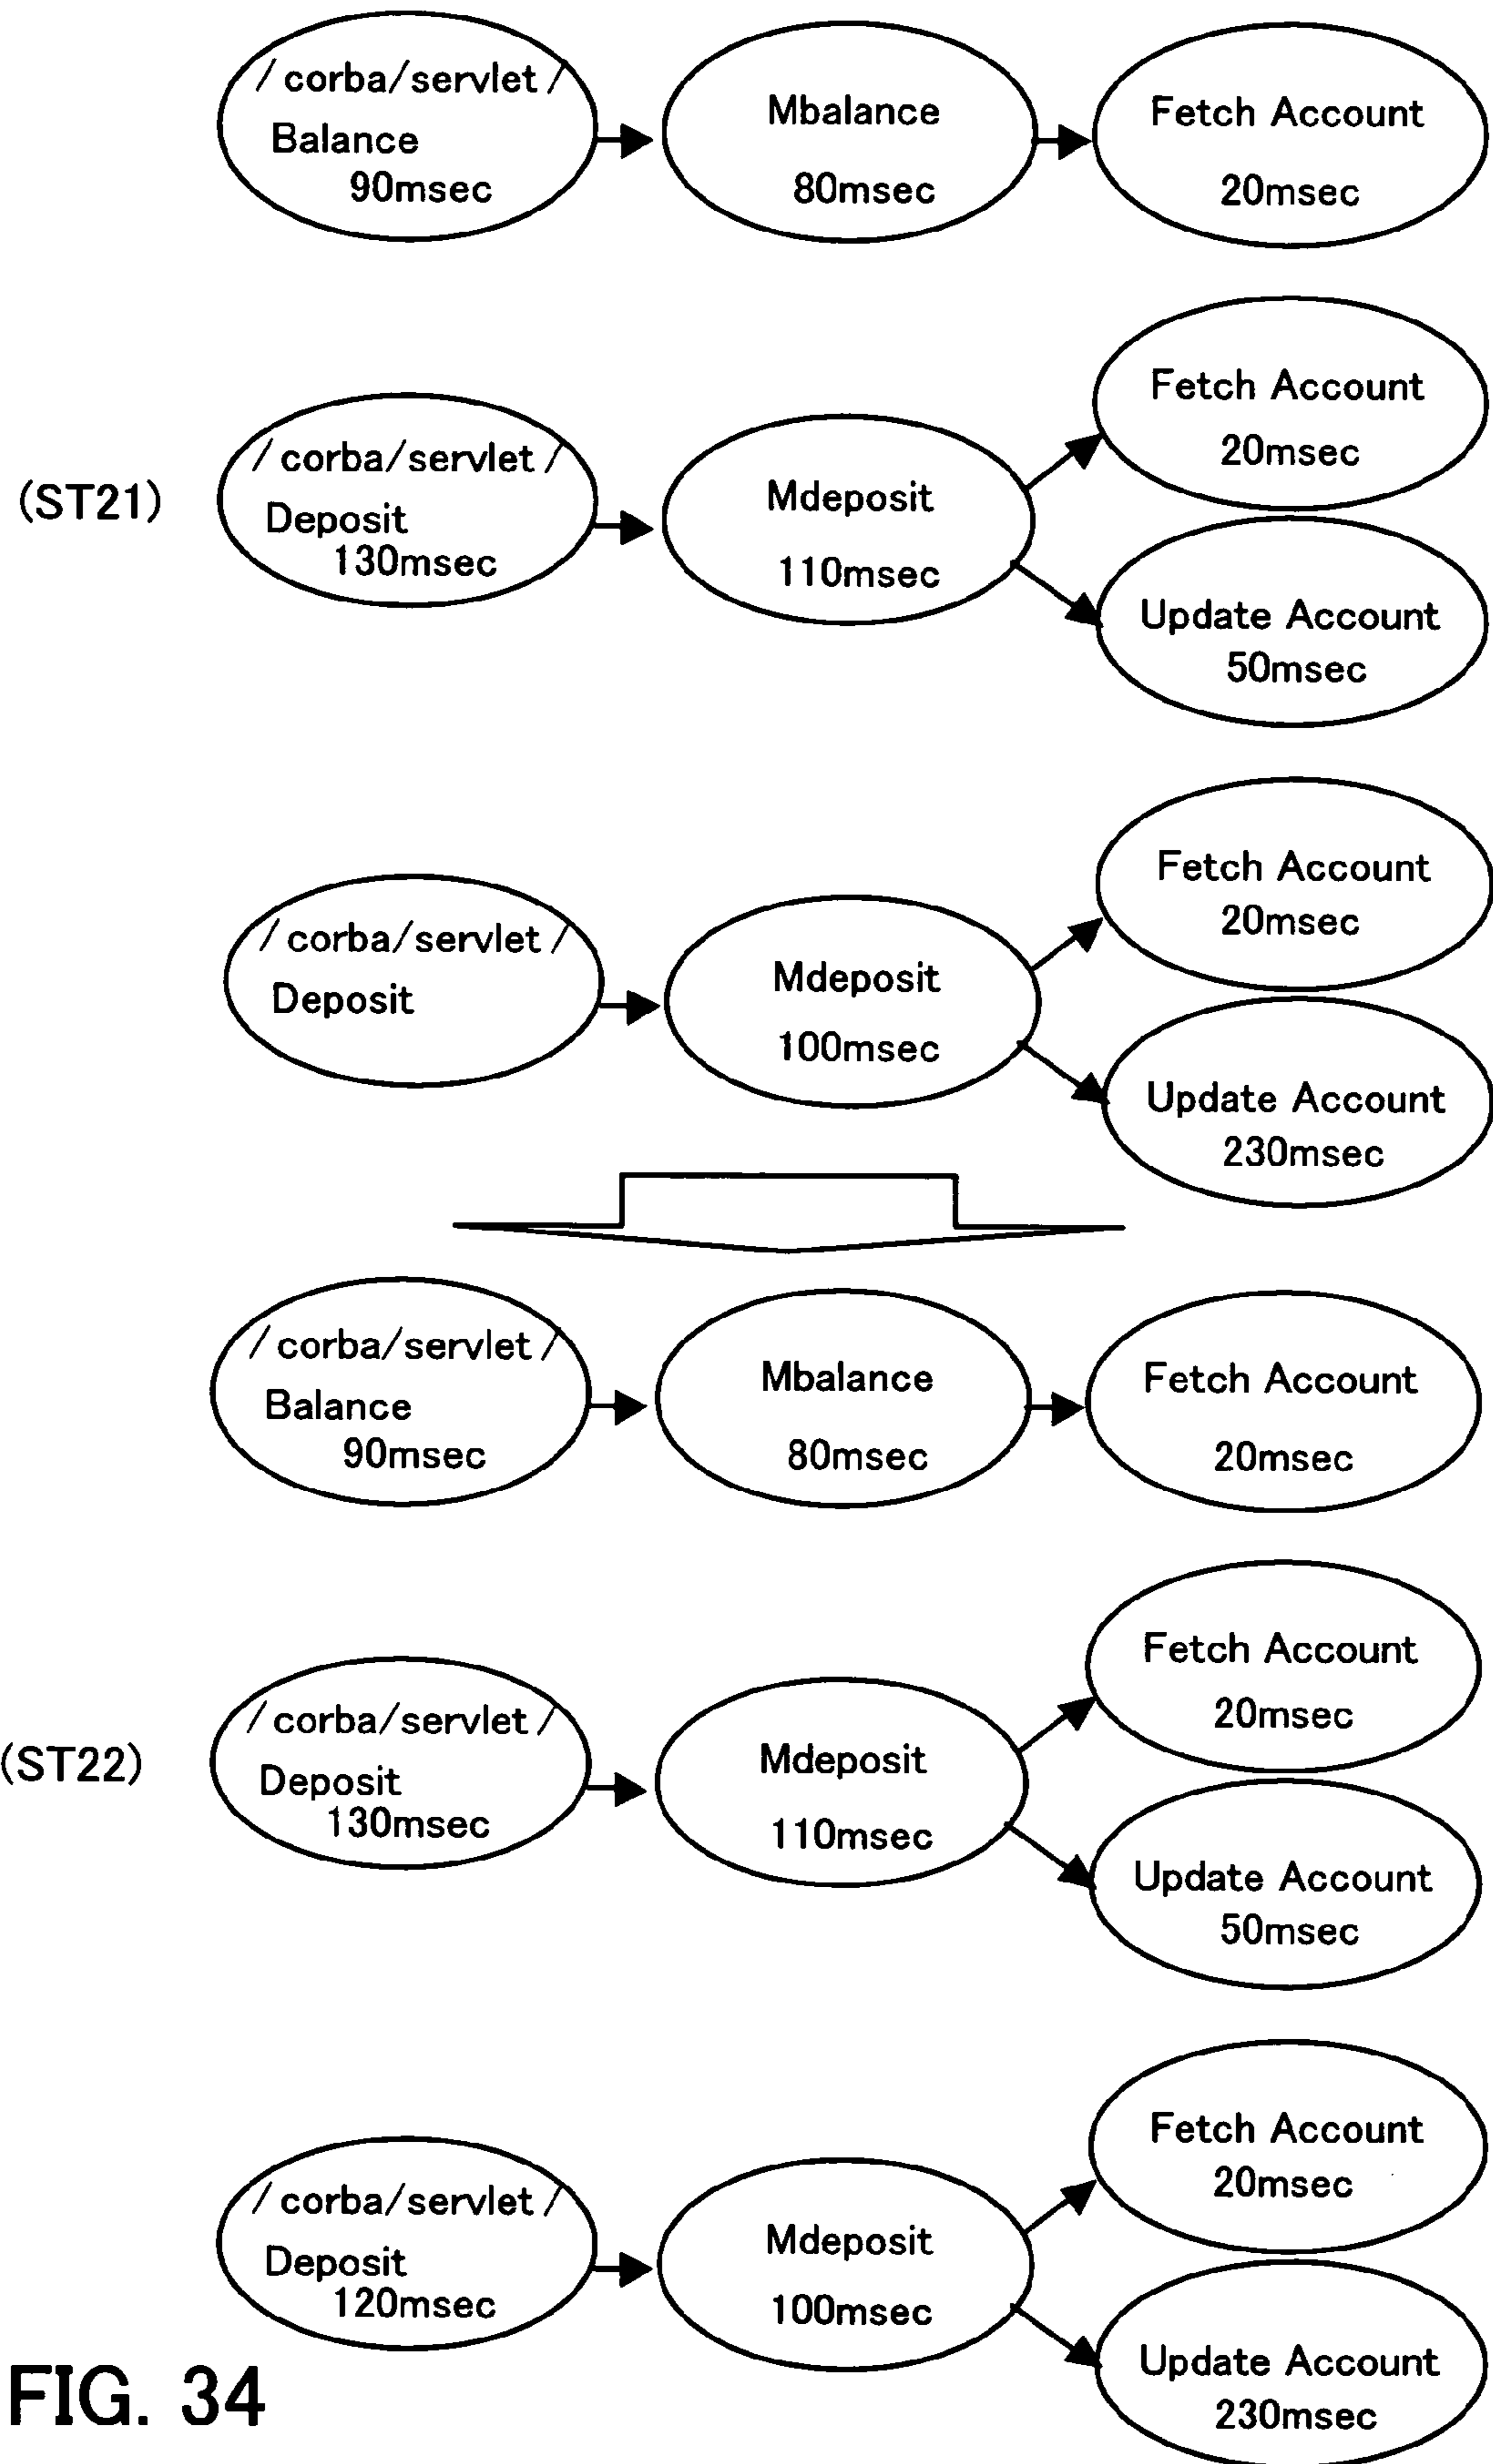 /corba/servlet/
Balance
90msec
Mbalance
80msec
Fetch Account
20msec
(ST21)
/corba/servlet/
Deposit
130msec
Mdeposit
110msec
Fetch Account
20msec
Update Account
50msec
/corba/servlet/
Deposit
Mdeposit
100msec
Fetch Account
20msec
Update Account
230msec
/corba/servlet/
Balance
90msec
Mbalance
80msec
Fetch Account
20msec
(ST22)
/corba/servlet/
Deposit
130msec
Mdeposit
110msec
Fetch Account
20msec
Update Account
50msec
/corba/servlet/
Deposit
120msec
Mdeposit
100msec
Fetch Account
20msec
Update Account
230msec
FIG. 34